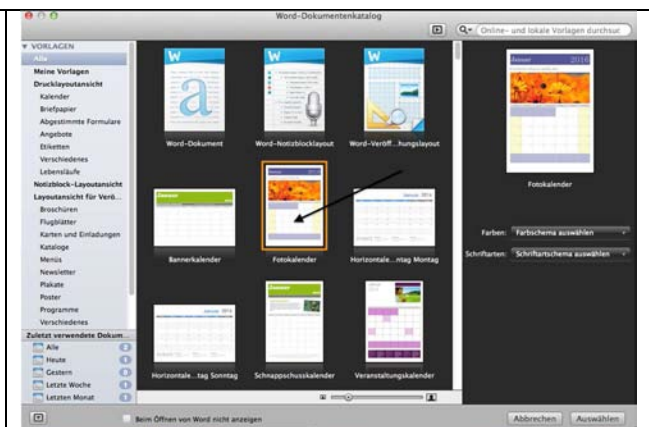 Word-Dokumentenkatalog
Online- und lokale Vorlagen durchsuc
VORLAGEN
Alle
Meine Vorlagen
Drucklayoutansicht
Kalender
Briefpapier
Abgestimmte Formulare
Angebote
Etiketten
Verschiedenes
Lebensläufe
Notizblock-Layoutansicht
Layoutansicht für Verö...
Broschüren
Flugblätter
Karten und Einladungen
Kataloge
Menüs
Newsletter
Plakate
Poster
Programme
Verschiedenes
Zuletzt verwendete Dokum...
Alle
Heute
Gestern
Letzte Woche
Letzten Monat
W W W
a
Word-Dokument Word-Notizblocklayout Word-Veröff...hungslayout
Januar
Bannerkalender Fotokalender Horizontale...ntag Montag
Horizontale...tag Sonntag Schnappschusskalender Veranstaltungskalender
Januar 2016
Fotokalender
Farben: Farbschema auswählen
Schriftarten: Schriftartschema auswählen
Beim Öffnen von Word nicht anzeigen
Abbrechen Auswählen